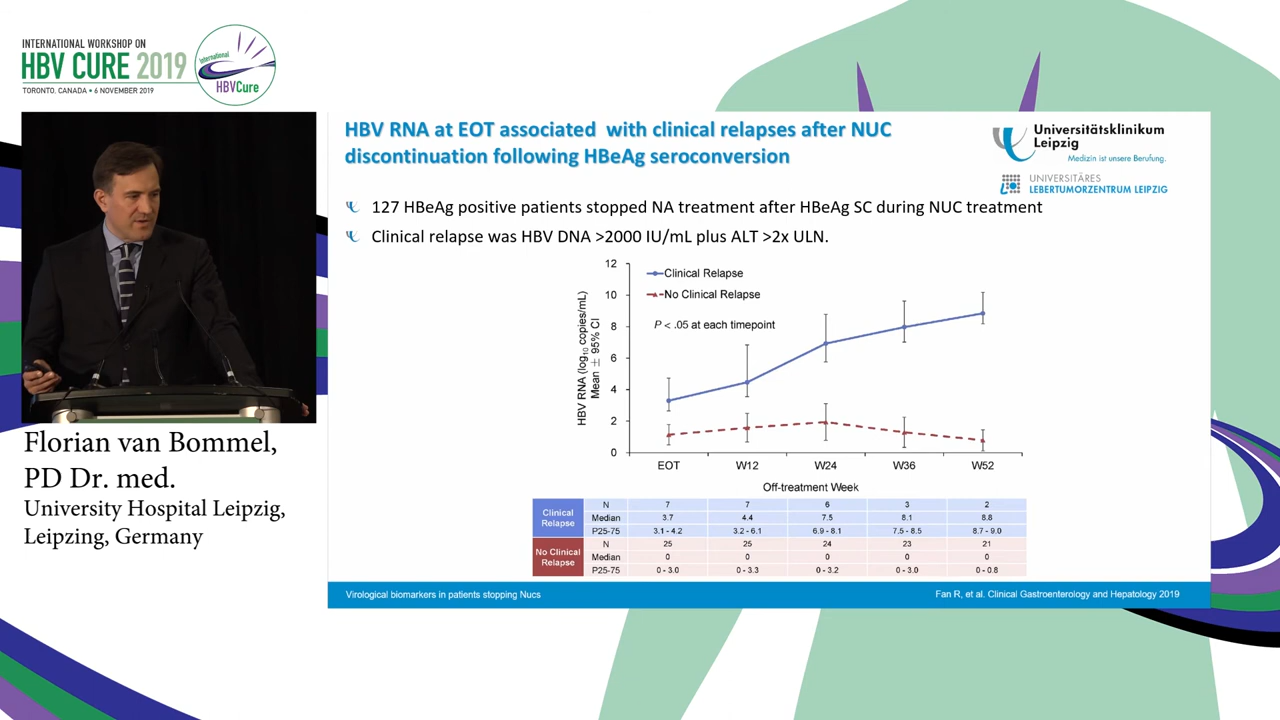 INTERNATIONAL WORKSHOP ON
HBV CURE 2019
TORONTO, CANADA • 6 NOVEMBER 2019
International
HBVCure
HBV RNA at EOT associated with clinical relapses after NUC
discontinuation following HBeAg seroconversion
Universitätsklinikum
Leipzig
Medizin ist unsere Berufung.
UNIVERSITÄRES
LEBERTUMORZENTRUM LEIPZIG
127 HBeAg positive patients stopped NA treatment after HBeAg SC during NUC treatment
Clinical relapse was HBV DNA >2000 IU/mL plus ALT >2x ULN.
HBV RNA (log10 copies/mL)
Mean ± 95% CI
12
10
8
6
4
2
0
Clinical Relapse
No Clinical Relapse
P < .05 at each timepoint
EOT W12 W24 W36 W52
Off-treatment Week
Clinical Relapse
N 7 7 6 3 2
Median 3.7 4.4 7.5 8.1 8.8
P25-75 3.1 - 4.2 3.2 - 6.1 6.9 - 8.1 7.5 - 8.5 8.7 - 9.0
No Clinical Relapse
N 25 25 24 23 21
Median 0 0 0 0 0
P25-75 0 - 3.0 0 - 3.3 0 - 3.2 0 - 3.0 0 - 0.8
Virological biomarkers in patients stopping Nucs
Fan R, et al. Clinical Gastroenterology and Hepatology 2019
Florian van Bommel,
PD Dr. med.
University Hospital Leipzig,
Leipzing, Germany